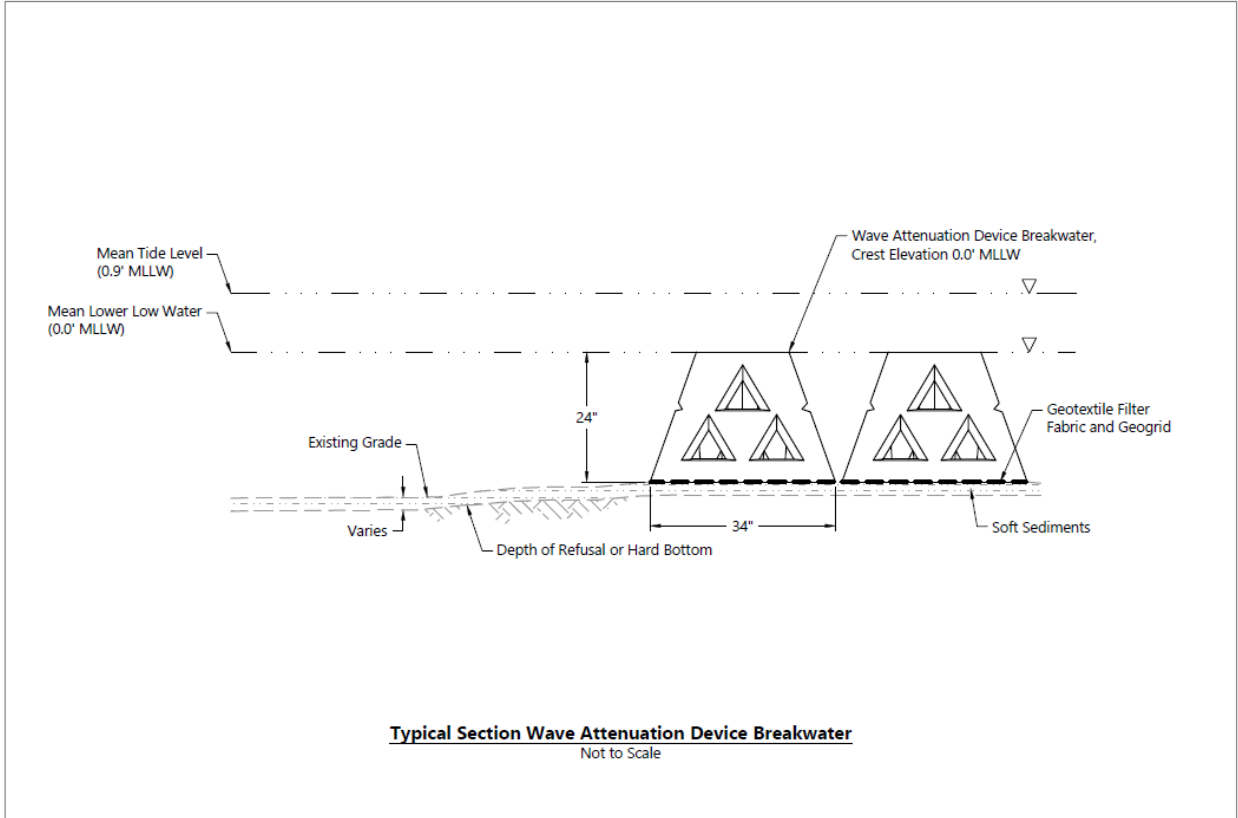 Wave Attenuation Device Breakwater,
Crest Elevation 0.0' MLLW
Mean Tide Level
(0.9' MLLW)
Mean Lower Low Water
(0.0' MLLW)
24"
Geotextile Filter
Fabric and Geogrid
Existing Grade
Varies
34"
Soft Sediments
Depth of Refusal or Hard Bottom
Typical Section Wave Attenuation Device Breakwater
Not to Scale